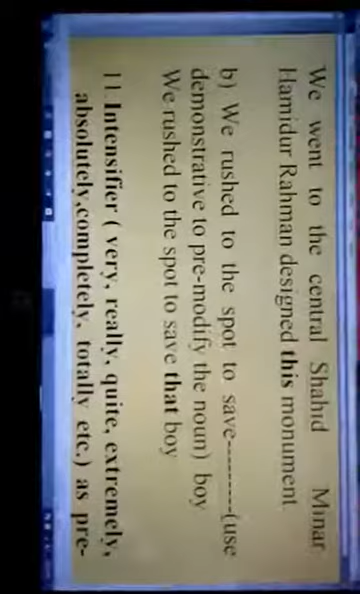 We went to the central Shahid Minar
Hamidur Rahman designed this monument
b) We rushed to the spot to save---------(use
demonstrative to pre-modify the noun) boy
We rushed to the spot to save that boy
11. Intensifier ( very, really, quite, extremely,
absolutely,completely, totally etc.) as pre-